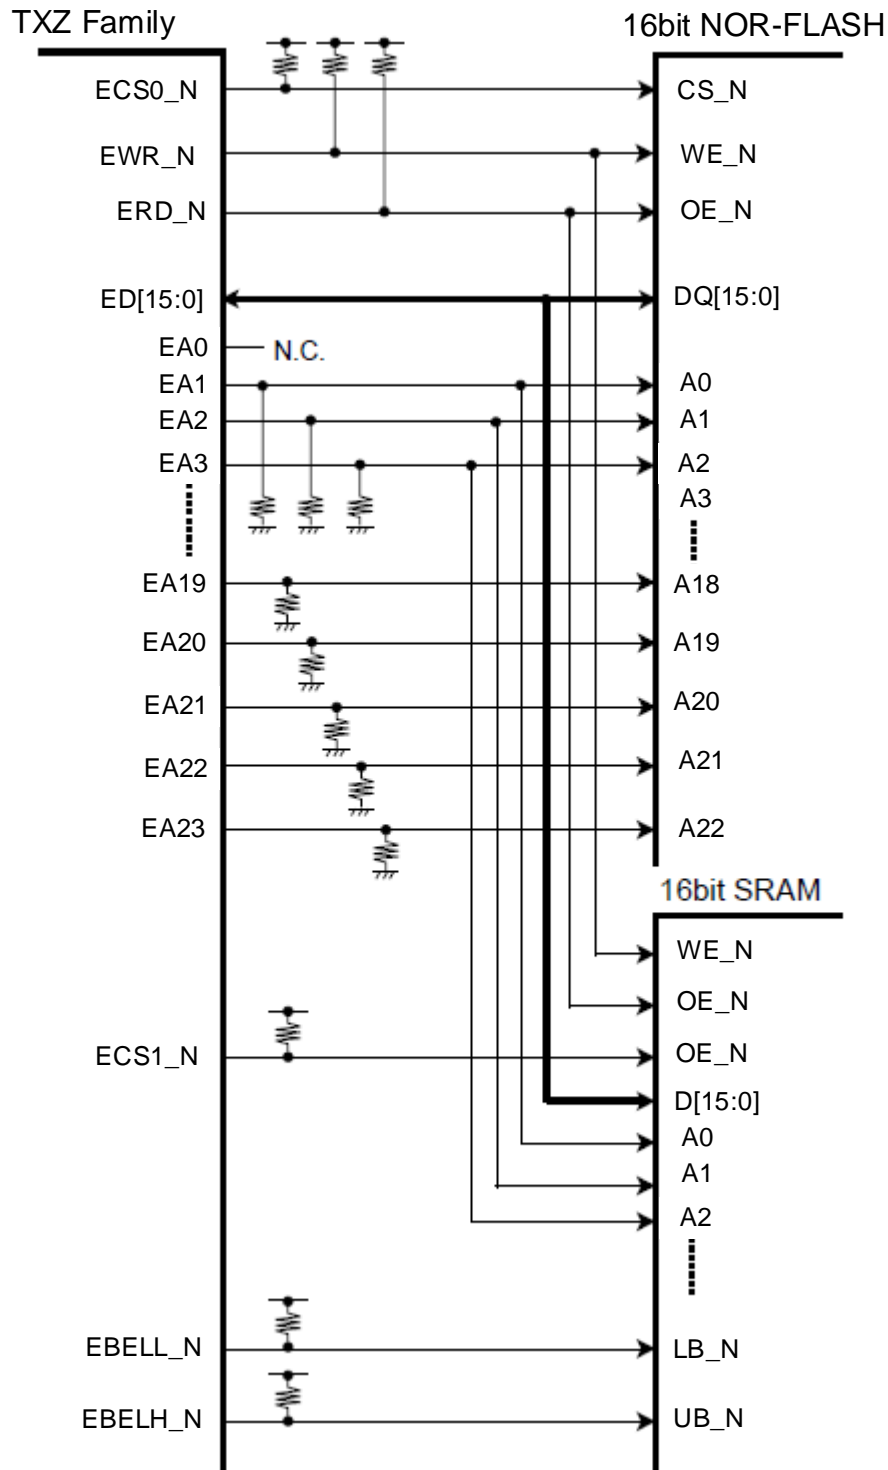 TXZ Family
16bit NOR-FLASH
ECS0_N
CS_N
EWR_N
WE_N
ERD_N
OE_N
ED[15:0]
DQ[15:0]
EA0
N.C.
EA1
A0
EA2
A1
EA3
A2
A3
EA19
A18
EA20
A19
EA21
A20
EA22
A21
EA23
A22
16bit SRAM
WE_N
OE_N
ECS1_N
OE_N
D[15:0]
A0
A1
A2
EBELL_N
LB_N
EBELH_N
UB_N